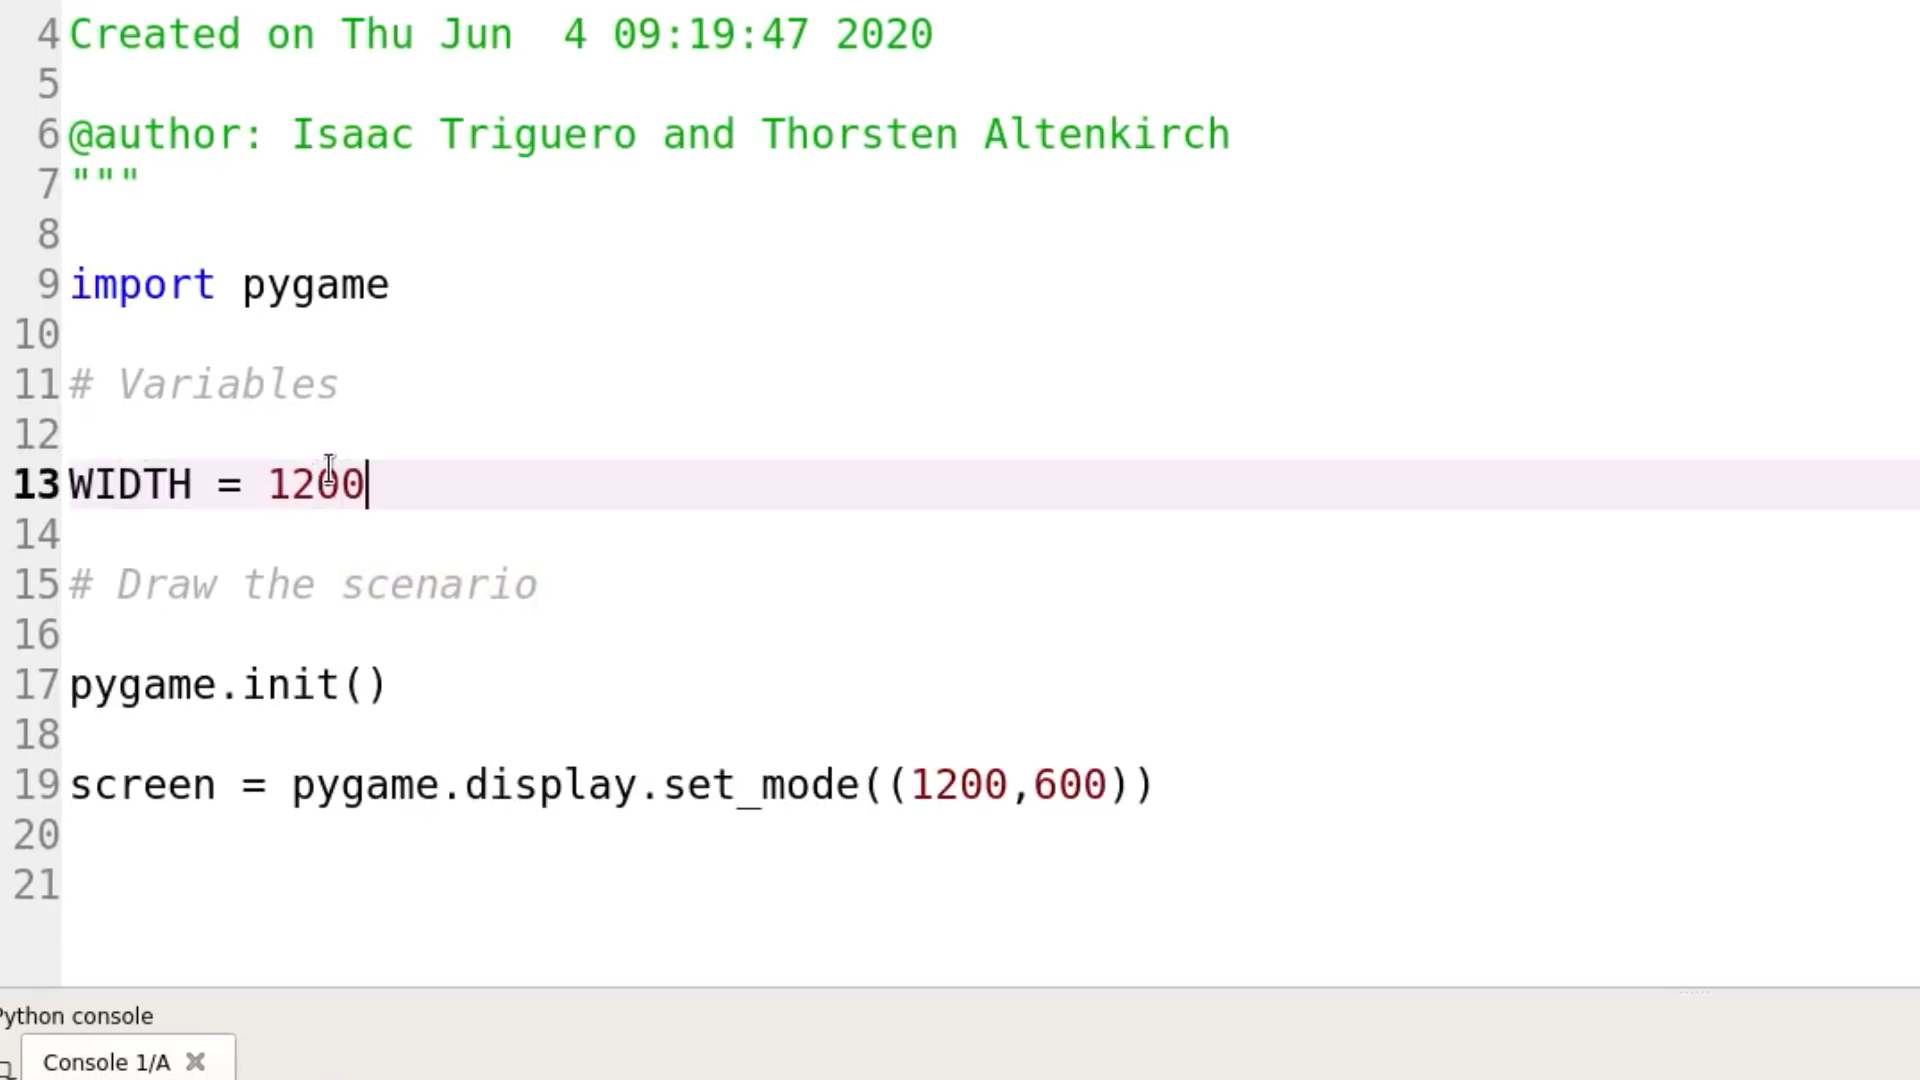 4 Created on Thu Jun  4 09:19:47 2020
5
6 @author: Isaac Triguero and Thorsten Altenkirch
7 """
8
9 import pygame
10
11 # Variables
12
13 WIDTH = 1200
14
15 # Draw the scenario
16
17 pygame.init()
18
19 screen = pygame.display.set_mode((1200,600))
20
21
Python console
Console 1/A